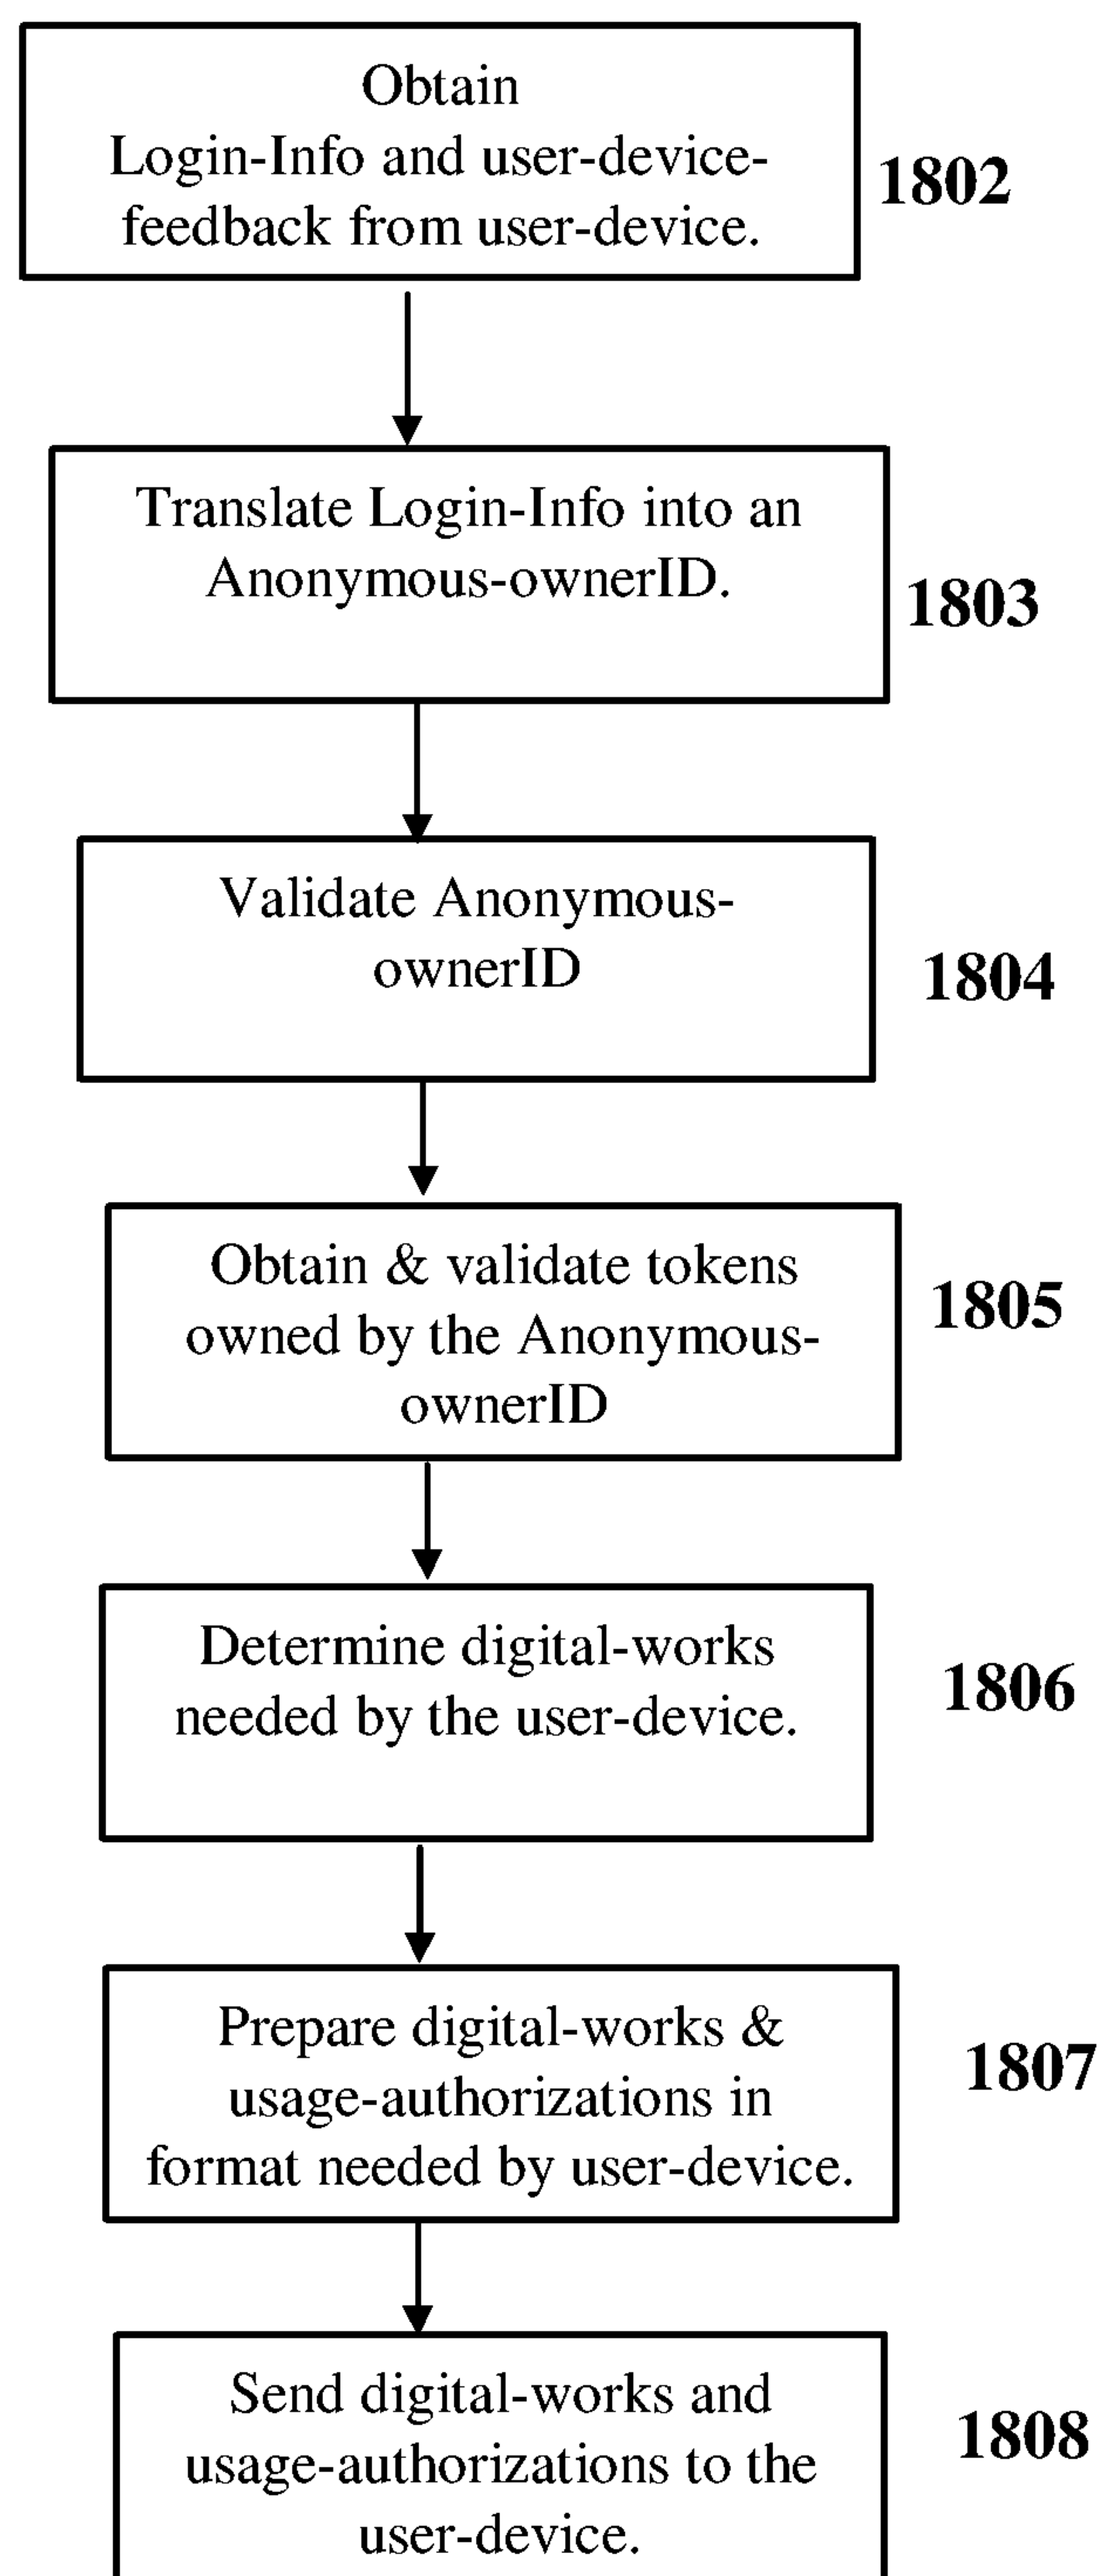 Obtain
Login-Info and user-device-
feedback from user-device.
1802
Translate Login-Info into an
Anonymous-ownerID.
1803
Validate Anonymous-
ownerID
1804
Obtain & validate tokens
owned by the Anonymous-
ownerID
1805
Determine digital-works
needed by the user-device.
1806
Prepare digital-works &
usage-authorizations in
format needed by user-device.
1807
Send digital-works and
usage-authorizations to the
user-device.
1808